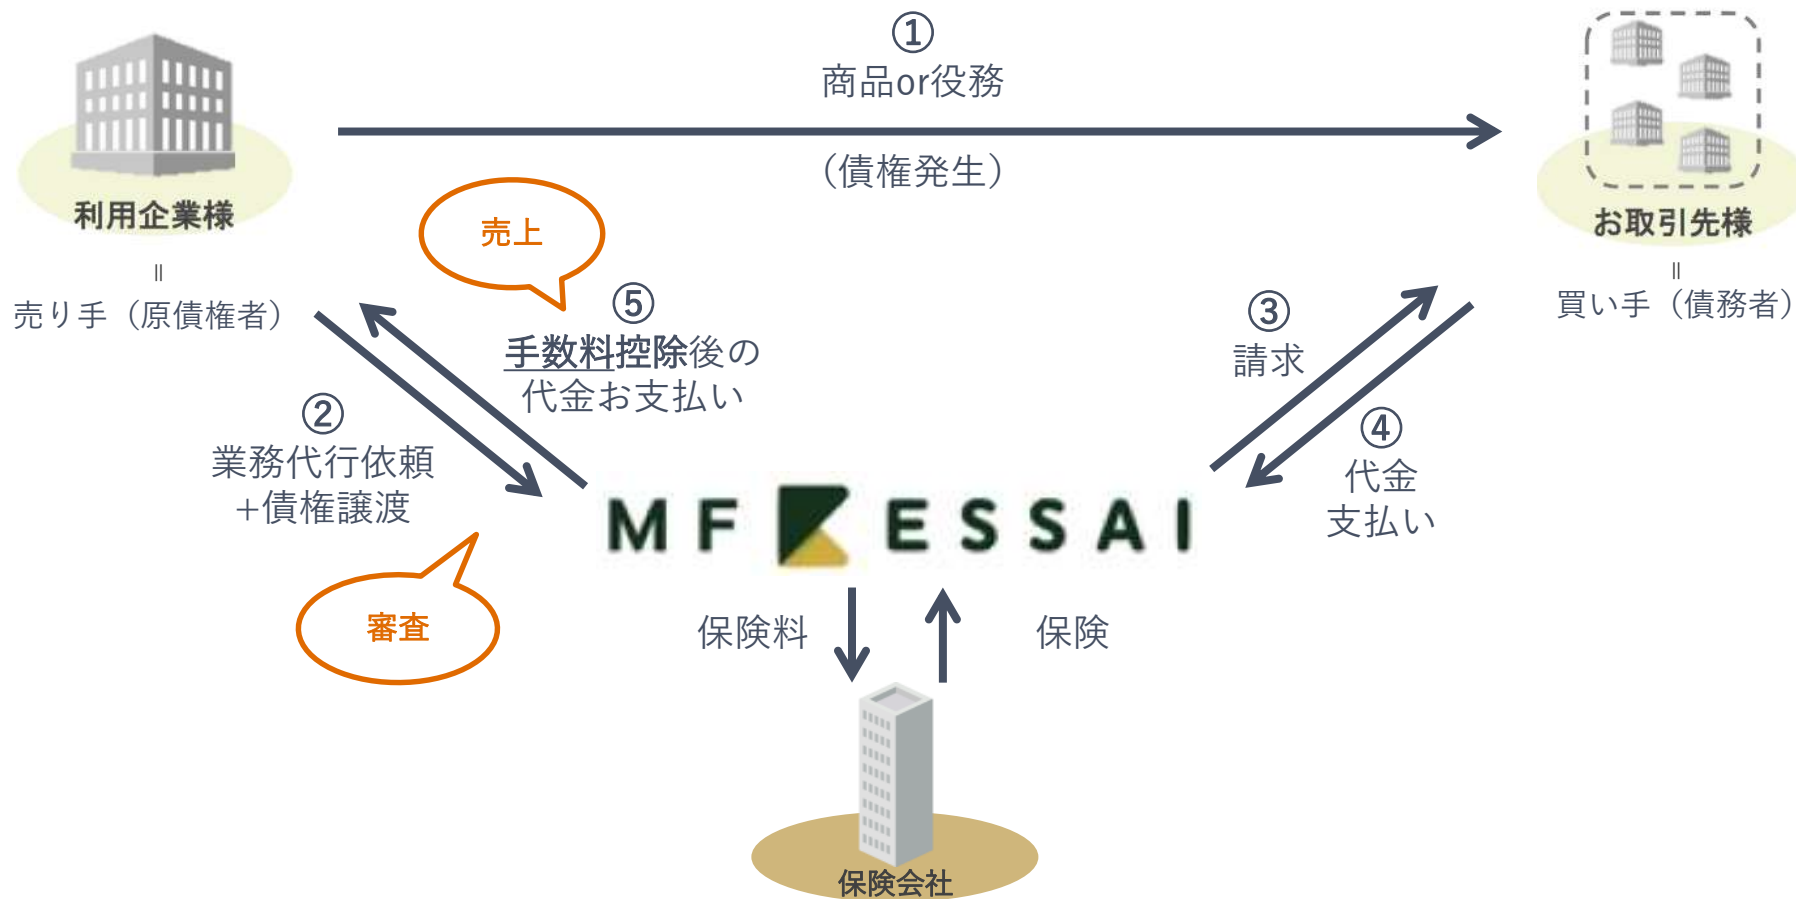 ①
商品or役務
（債権発生）
利用企業様
=
売り手（原債権者）
お取引先様
=
買い手（債務者）
売上
⑤
手数料控除後の
代金お支払い
②
業務代行依頼
+債権譲渡
審査
③
請求
④
代金
支払い
MF KESSAI
保険料
保険
保険会社